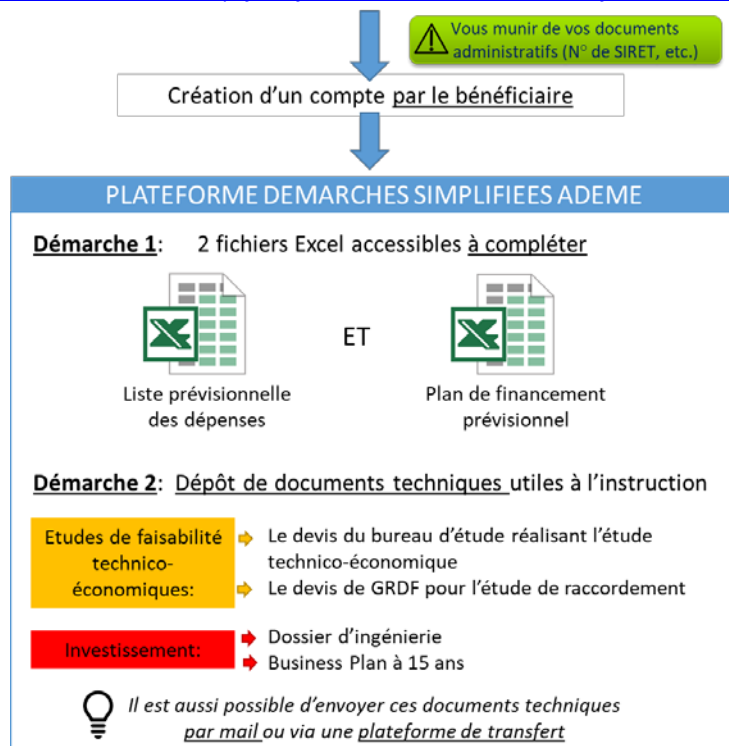 Vous munir de vos documents
administratifs (N° de SIRET, etc.)
Création d'un compte par le bénéficiaire
PLATEFORME DEMARCHES SIMPLIFIEES ADEME
Démarche 1: 2 fichiers Excel accessibles à compléter
ET
Liste prévisionnelle
des dépenses
Plan de financement
prévisionnel
Démarche 2: Dépôt de documents techniques utiles à l'instruction
Etudes de faisabilité
technico-
économiques:
Le devis du bureau d'étude réalisant l'étude
technico-économique
Le devis de GRDF pour l'étude de raccordement
Investissement:
Dossier d'ingénierie
Business Plan à 15 ans
Il est aussi possible d'envoyer ces documents techniques
par mail ou via une plateforme de transfert